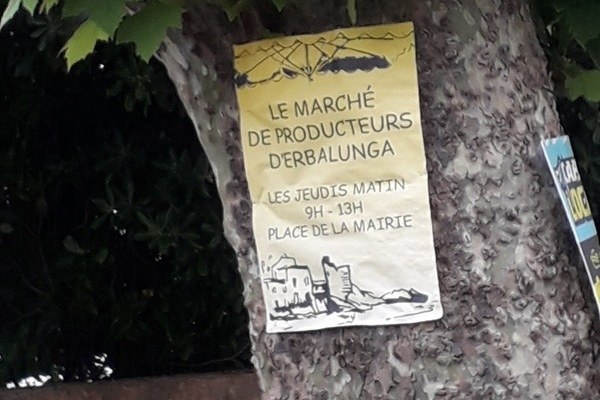 LE MARCHÉ
DE PRODUCTEURS
D'ERBALUNGA
LES JEUDIS MATIN
9H - 13H
PLACE DE LA MAIRIE